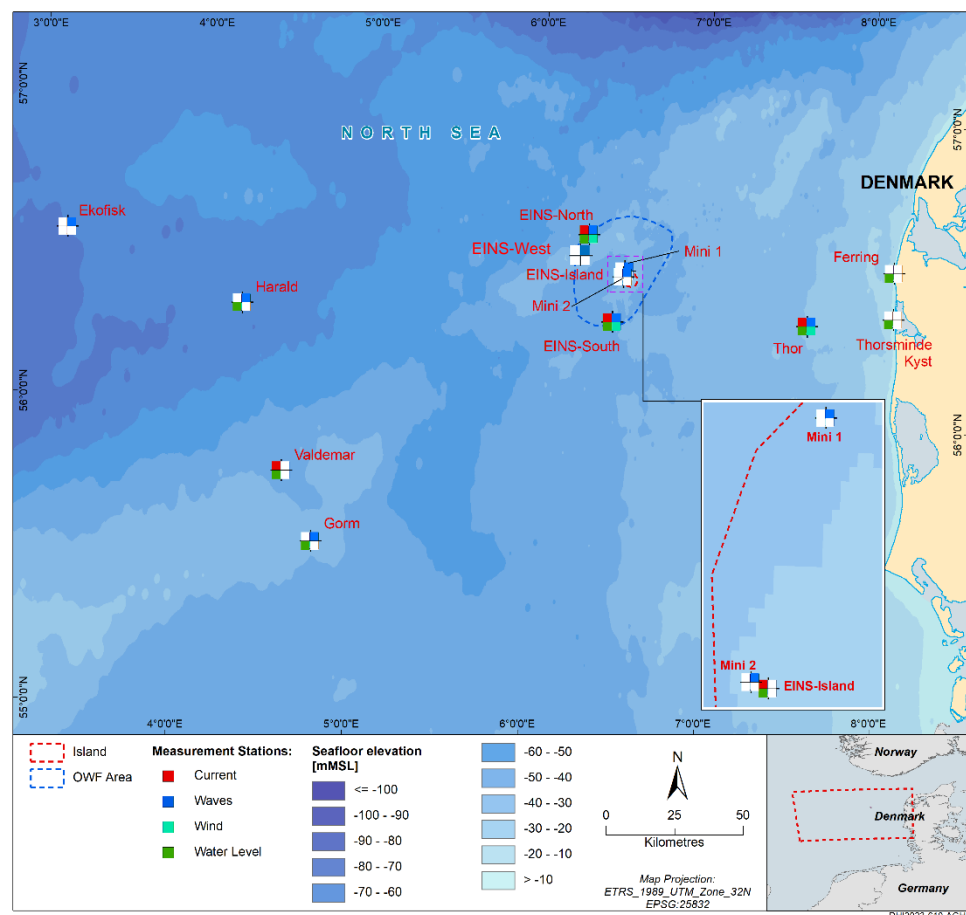 3°0'0"E 4°0'0"E 5°0'0"E 6°0'0"E 7°0'0"E 8°0'0"E
57°0'0"N
57°0'0"N
NORTH SEA
DENMARK
Ekofisk
EINS-North
EINS-West
Mini 1
Ferring
EINS-Island
Harald
Mini 2
EINS-South
Thor
Thorsminde
Kyst
56°0'0"N
56°0'0"N
Mini 1
Valdemar
Gorm
Mini 2
EINS-Island
55°0'0"N
4°0'0"E 5°0'0"E 6°0'0"E 7°0'0"E 8°0'0"E
Island
OWF Area
Measurement Stations:
Current
Waves
Wind
Water Level
Seafloor elevation
[mMSL]
<= -100
-100 - -90
-90 - -80
-80 - -70
-70 - -60
-60 - -50
-50 - -40
-40 - -30
-30 - -20
-20 - -10
> -10
N
0 25 50
Kilometres
Map Projection:
ETRS_1989_UTM_Zone_32N
EPSG:25832
Norway
Denmark
Germany